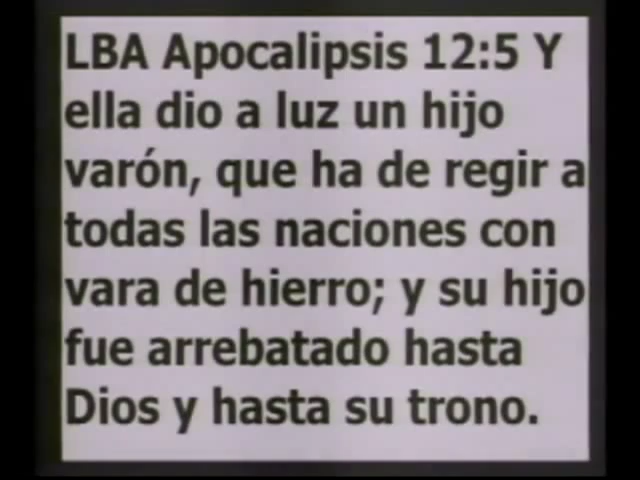 LBA Apocalipsis 12:5 Y
ella dio a luz un hijo
varón, que ha de regir a
todas las naciones con
vara de hierro; y su hijo
fue arrebatado hasta
Dios y hasta su trono.